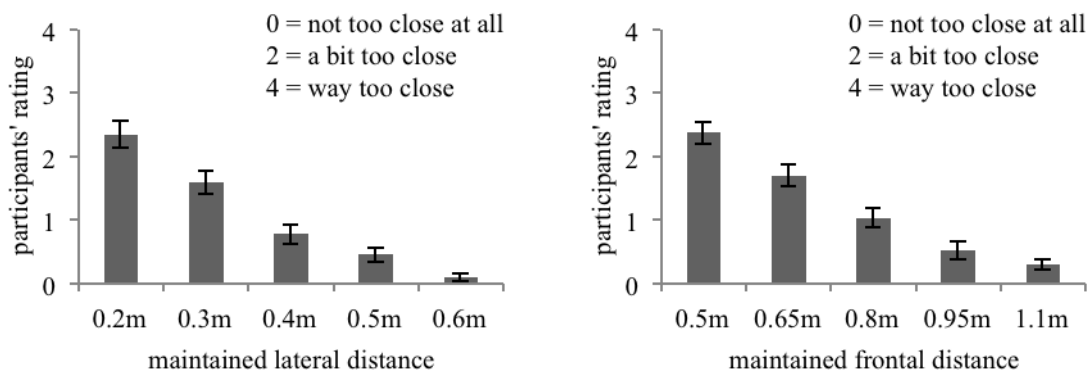 participants' rating
4
3
2
1
0
0 = not too close at all
2 = a bit too close
4 = way too close
0.2m 0.3m 0.4m 0.5m 0.6m
maintained lateral distance
participants' rating
4
3
2
1
0
0 = not too close at all
2 = a bit too close
4 = way too close
0.5m 0.65m 0.8m 0.95m 1.1m
maintained frontal distance